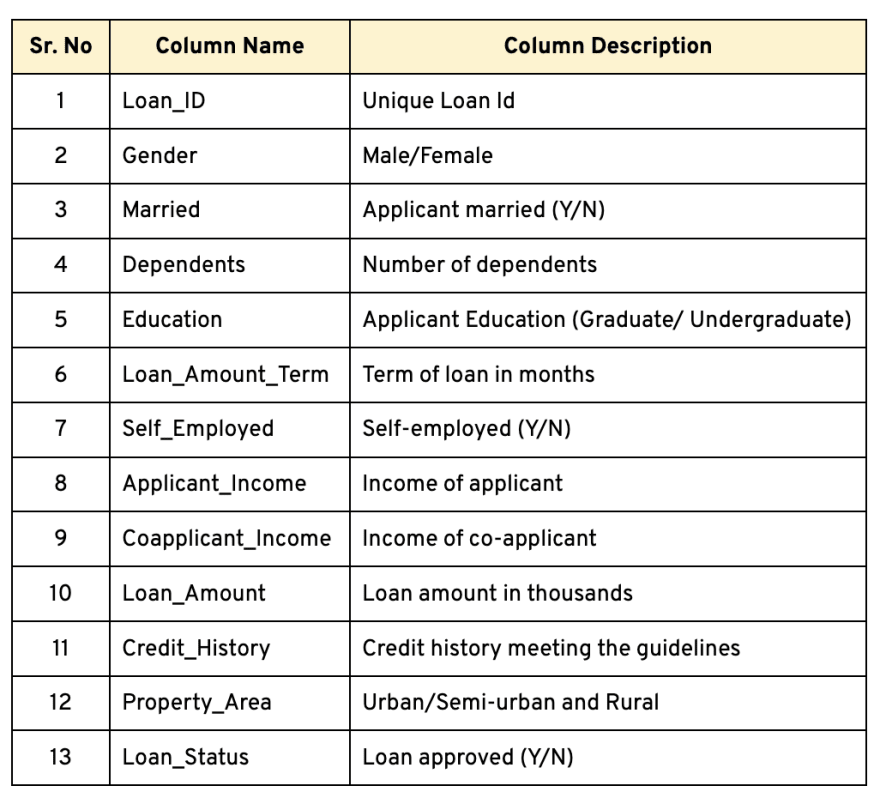 Sr. No Column Name Column Description
1 Loan_ID Unique Loan Id
2 Gender Male/Female
3 Married Applicant married (Y/N)
4 Dependents Number of dependents
5 Education Applicant Education (Graduate/ Undergraduate)
6 Loan_Amount_Term Term of loan in months
7 Self_Employed Self-employed (Y/N)
8 Applicant_Income Income of applicant
9 Coapplicant_Income Income of co-applicant
10 Loan_Amount Loan amount in thousands
11 Credit_History Credit history meeting the guidelines
12 Property_Area Urban/Semi-urban and Rural
13 Loan_Status Loan approved (Y/N)